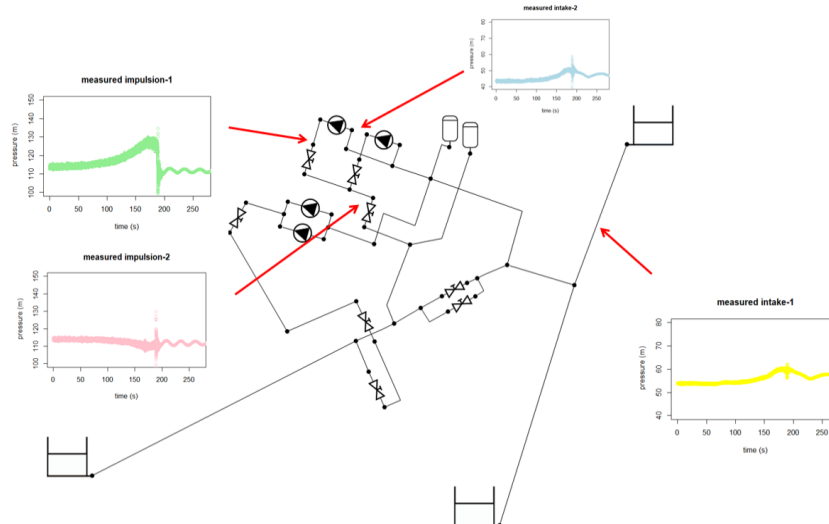 measured intake-2
pressure (m)
80
70
60
50
40
0 50 100 150 200 250
time (s)
measured impulsion-1
pressure (m)
150
140
130
120
110
100
0 50 100 150 200 250
time (s)
measured impulsion-2
pressure (m)
150
140
130
120
110
100
0 50 100 150 200 250
time (s)
measured intake-1
pressure (m)
80
70
60
50
40
0 50 100 150 200 250
time (s)